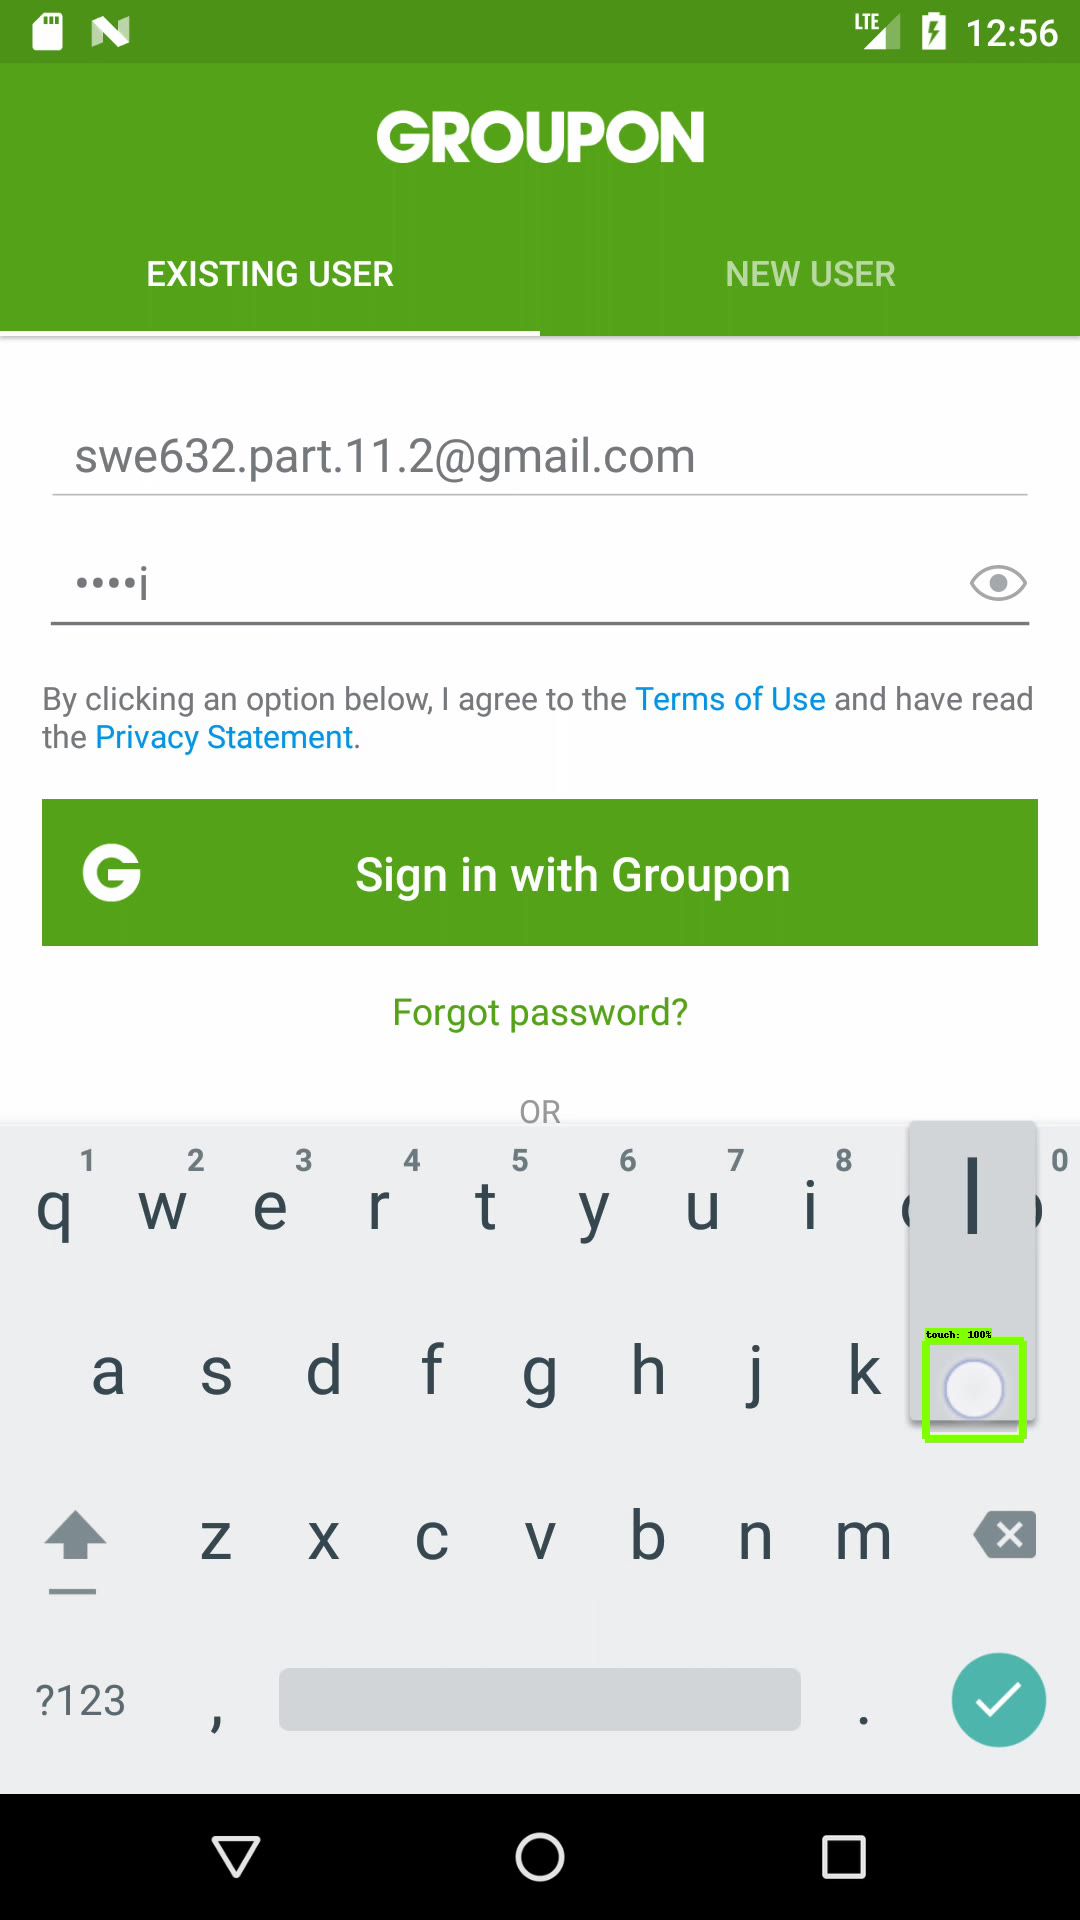 LTE 12:56
GROUPON
EXISTING USER NEW USER
swe632.part.11.2@gmail.com
••••i
By clicking an option below, I agree to the Terms of Use and have read
the Privacy Statement.
G Sign in with Groupon
Forgot password?
OR
1 2 3 4 5 6 7 8 0
q w e r t y u i l
touch: 100%
a s d f g h j k
z x c v b n m
?123 , .